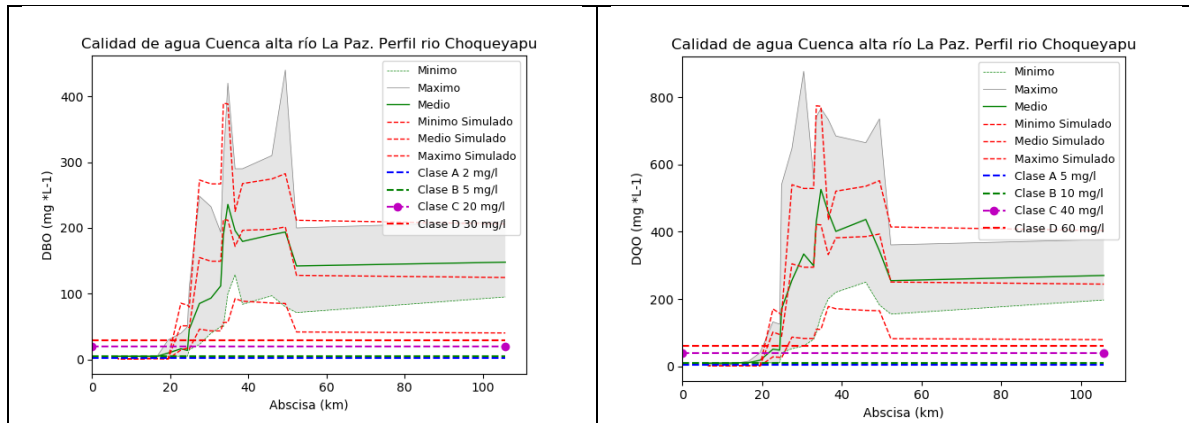 Calidad de agua Cuenca alta río La Paz. Perfil rio Choqueyapu
DBO (mg *L-1)
400
300
200
100
0
Minimo
Maximo
Medio
Minimo Simulado
Medio Simulado
Maximo Simulado
Clase A 2 mg/l
Clase B 5 mg/l
Clase C 20 mg/l
Clase D 30 mg/l
0 20 40 60 80 100
Abscisa (km)
Calidad de agua Cuenca alta río La Paz. Perfil rio Choqueyapu
DQO (mg *L-1)
800
600
400
200
0
Minimo
Maximo
Medio
Minimo Simulado
Medio Simulado
Maximo Simulado
Clase A 5 mg/l
Clase B 10 mg/l
Clase C 40 mg/l
Clase D 60 mg/l
0 20 40 60 80 100
Abscisa (km)